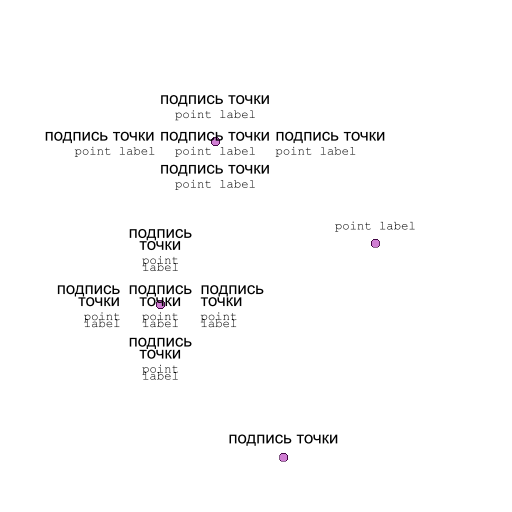 подпись точки
point label
подпись точки подпись точки подпись точки
point label point label point label
подпись точки
point label
point label
подпись
точки
point
label
подпись подпись подпись
точки точки точки
point point point
label label label
подпись
точки
point
label
подпись точки